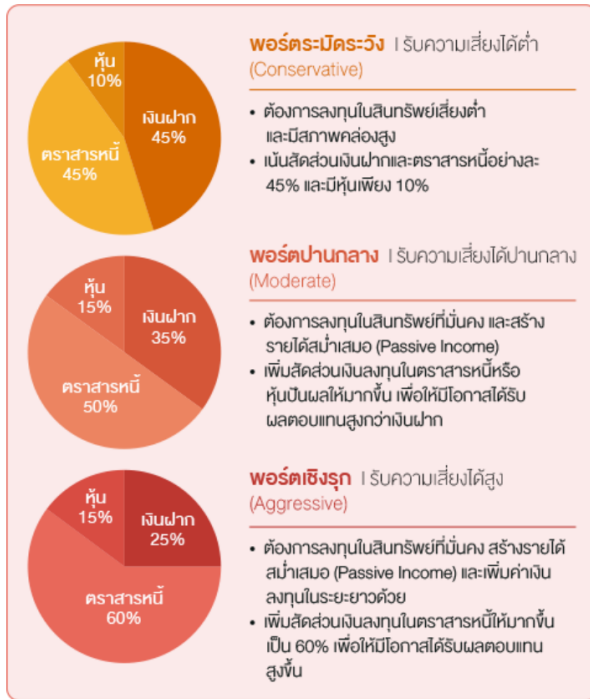 หุ้น
10%
เงินฝาก
45%
ตราสารหนี้
45%
พอร์ตระมัดระวัง | รับความเสี่ยงได้ต่ำ
(Conservative)
• ต้องการลงทุนในสินทรัพย์เสี่ยงต่ำ
และมีสภาพคล่องสูง
• เน้นสัดส่วนเงินฝากและตราสารหนี้อย่างละ
45% และมีหุ้นเพียง 10%
หุ้น
15%
เงินฝาก
35%
ตราสารหนี้
50%
พอร์ตปานกลาง | รับความเสี่ยงได้ปานกลาง
(Moderate)
• ต้องการลงทุนในสินทรัพย์ที่มั่นคง และสร้าง
รายได้สม่ำเสมอ (Passive Income)
• เพิ่มสัดส่วนเงินลงทุนในตราสารหนี้หรือ
หุ้นปันผลให้มากขึ้น เพื่อให้มีโอกาสได้รับ
ผลตอบแทนสูงกว่าเงินฝาก
หุ้น
15%
เงินฝาก
25%
ตราสารหนี้
60%
พอร์ตเชิงรุก | รับความเสี่ยงได้สูง
(Aggressive)
• ต้องการลงทุนในสินทรัพย์ที่มั่นคง สร้างรายได้
สม่ำเสมอ (Passive Income) และเพิ่มค่าเงิน
ลงทุนในระยะยาวด้วย
• เพิ่มสัดส่วนเงินลงทุนในตราสารหนี้ให้มากขึ้น
เป็น 60% เพื่อให้มีโอกาสได้รับผลตอบแทน
สูงขึ้น